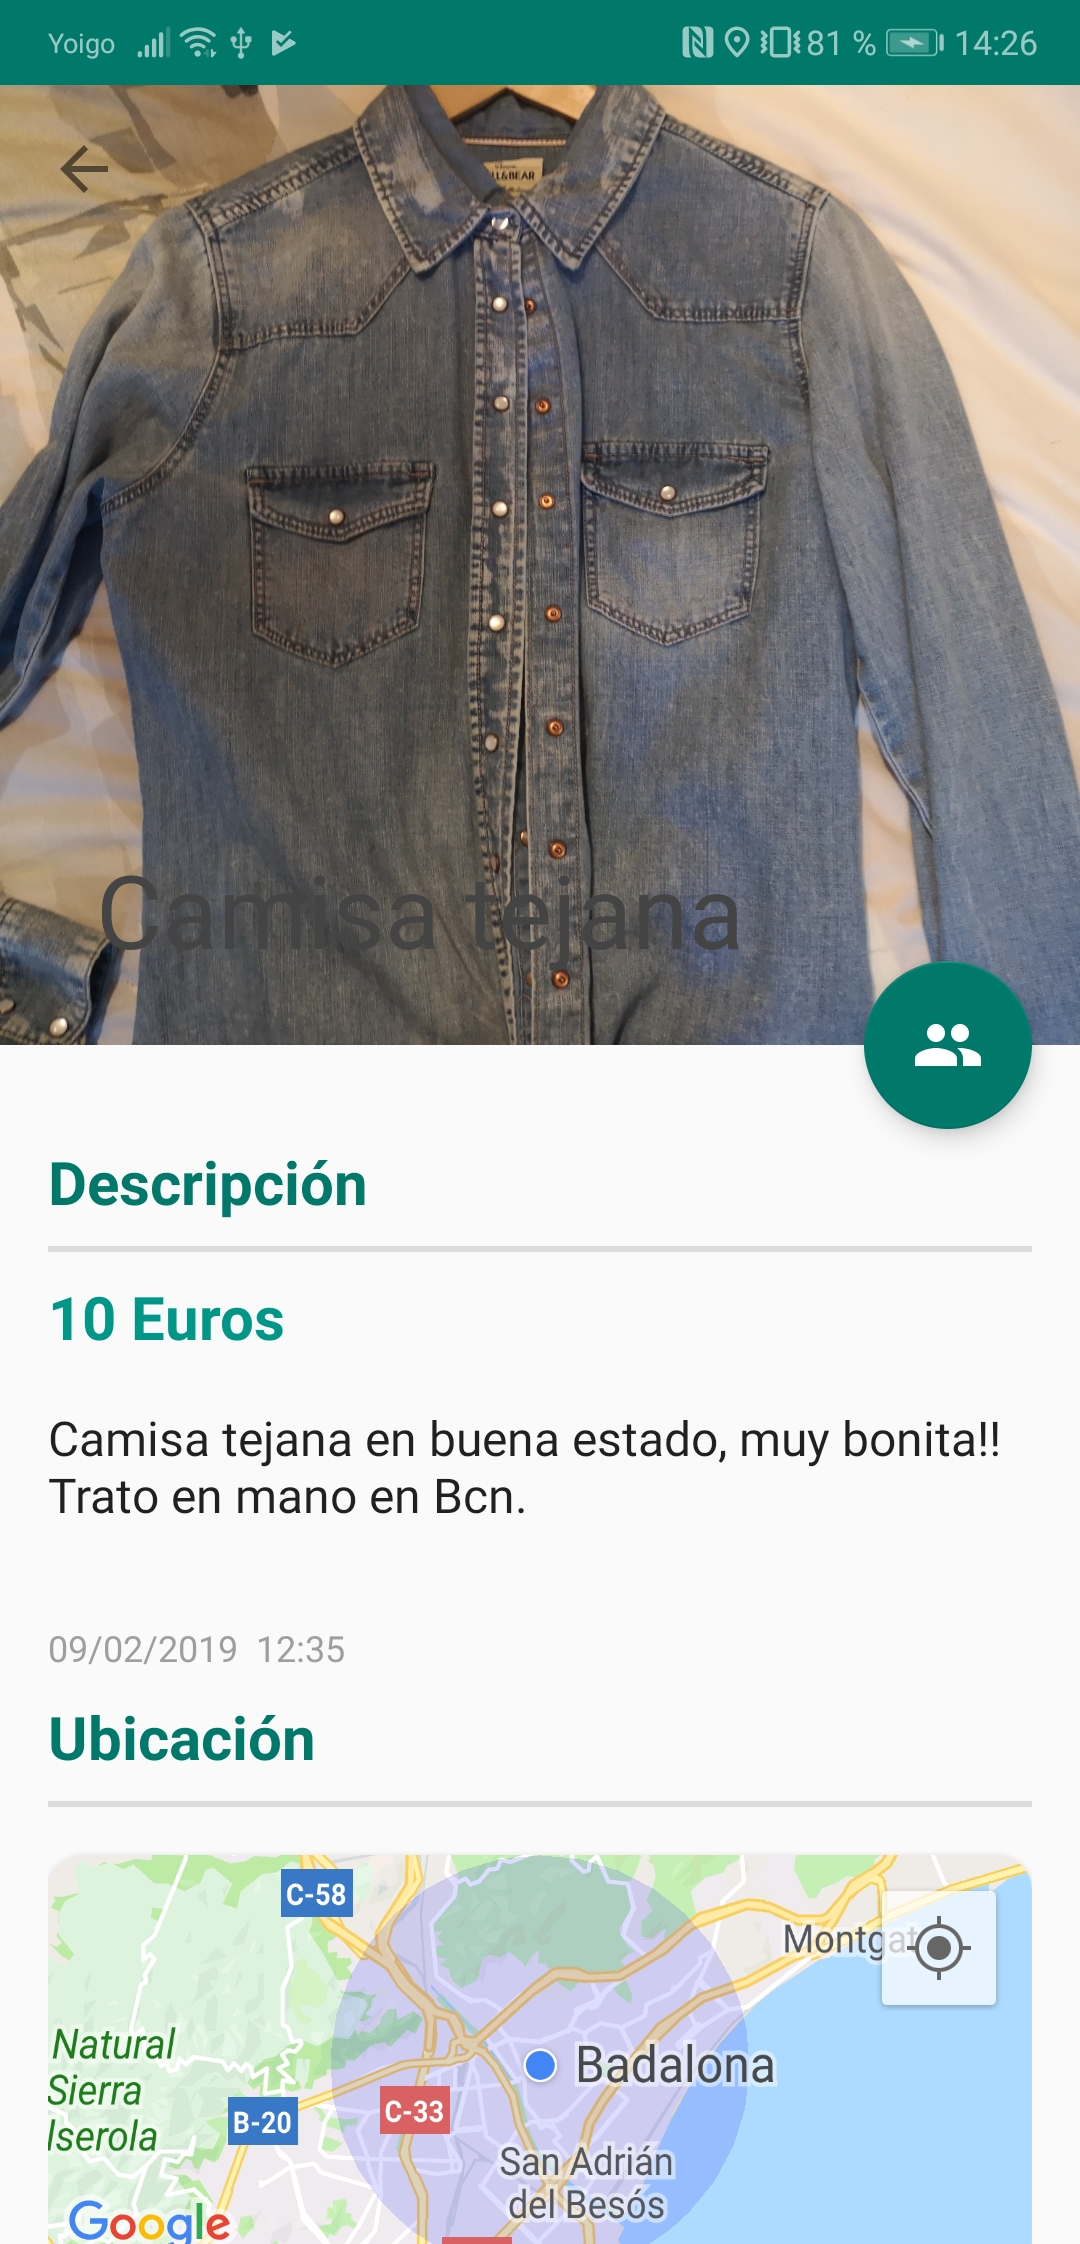 Yoigo 81 % 14:26
LL&BEAR
Camisa tejana
Descripción
10 Euros
Camisa tejana en buena estado, muy bonita!!
Trato en mano en Bcn.
09/02/2019 12:35
Ubicación
C-58
Montgat
Natural
Sierra
Badalona
C-33
B-20
San Adrián
del Besós
Google